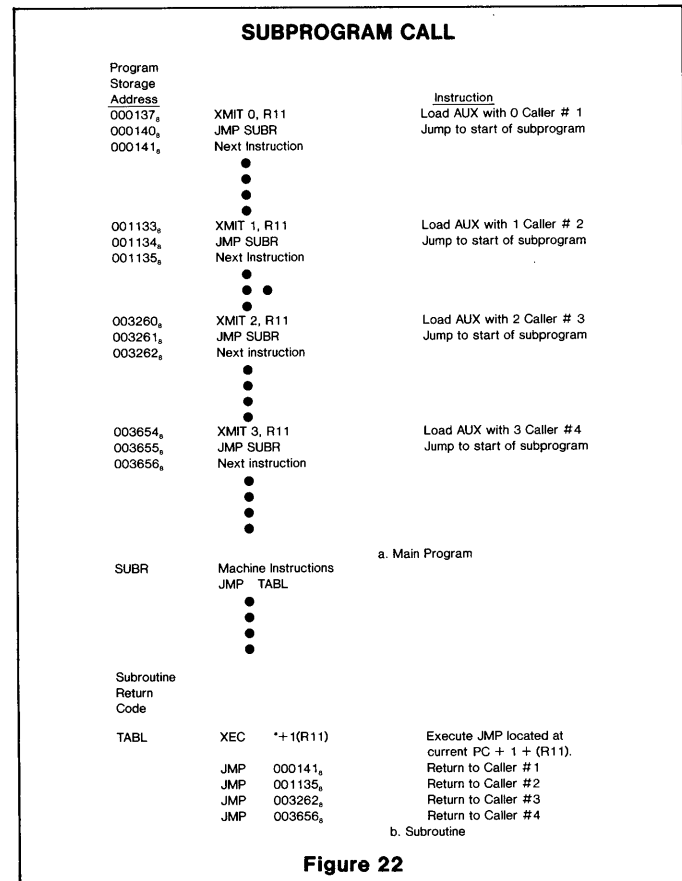 SUBPROGRAM CALL
Program
Storage
Address Instruction
000137₈ XMIT 0, R11 Load AUX with 0 Caller # 1
000140₈ JMP SUBR Jump to start of subprogram
000141₈ Next Instruction
001133₈ XMIT 1, R11 Load AUX with 1 Caller # 2
001134₈ JMP SUBR Jump to start of subprogram
001135₈ Next Instruction
003260₈ XMIT 2, R11 Load AUX with 2 Caller # 3
003261₈ JMP SUBR Jump to start of subprogram
003262₈ Next instruction
003654₈ XMIT 3, R11 Load AUX with 3 Caller #4
003655₈ JMP SUBR Jump to start of subprogram
003656₈ Next instruction
a. Main Program
SUBR Machine Instructions
JMP TABL
Subroutine
Return
Code
TABL XEC *+1(R11) Execute JMP located at
current PC + 1 + (R11).
JMP 000141₈ Return to Caller #1
JMP 001135₈ Return to Caller #2
JMP 003262₈ Return to Caller #3
JMP 003656₈ Return to Caller #4
b. Subroutine
Figure 22